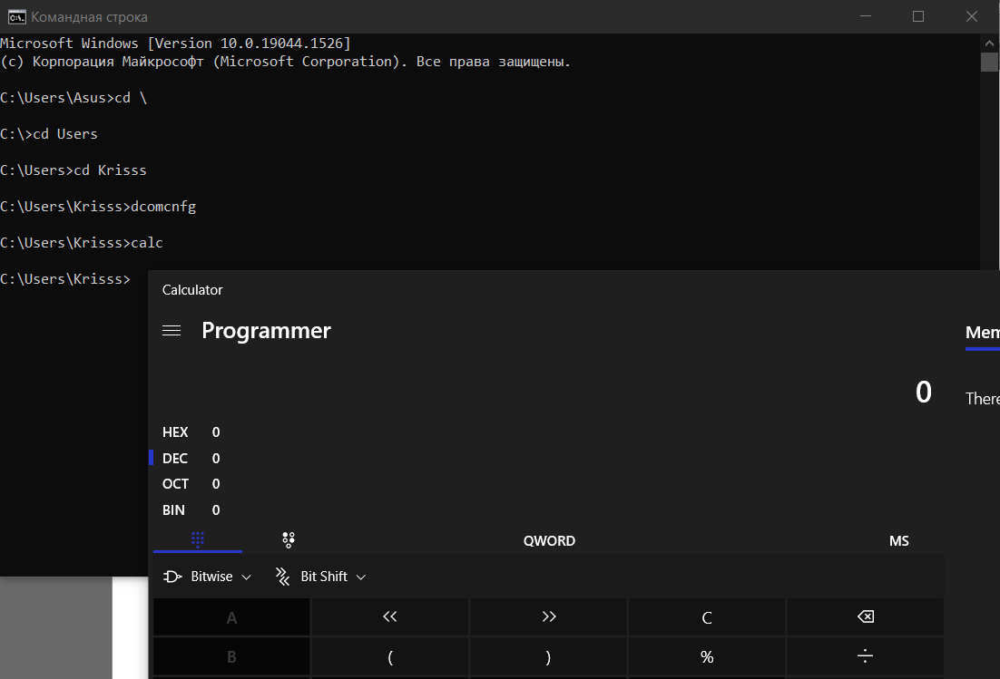 Командная строка
Microsoft Windows [Version 10.0.19044.1526]
(c) Корпорация Майкрософт (Microsoft Corporation). Все права защищены.
C:\Users\Asus>cd \
C:\>cd Users
C:\Users>cd Krisss
C:\Users\Krisss>dcomcnfg
C:\Users\Krisss>calc
C:\Users\Krisss>
Calculator
Programmer
Mem
0
There
HEX 0
DEC 0
OCT 0
BIN 0
QWORD MS
Bitwise Bit Shift
A << >> C
B ( ) % ÷